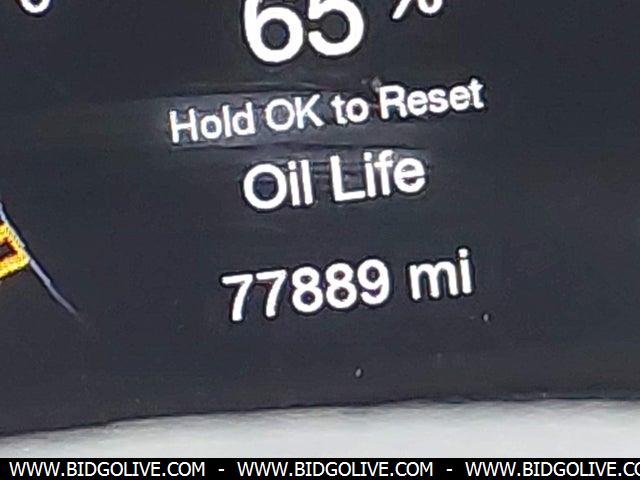 65%
Hold OK to Reset
Oil Life
77889 mi
WWW.BIDGOLIVE.COM - WWW.BIDGOLIVE.COM - WWW.BIDGOLIVE.CO